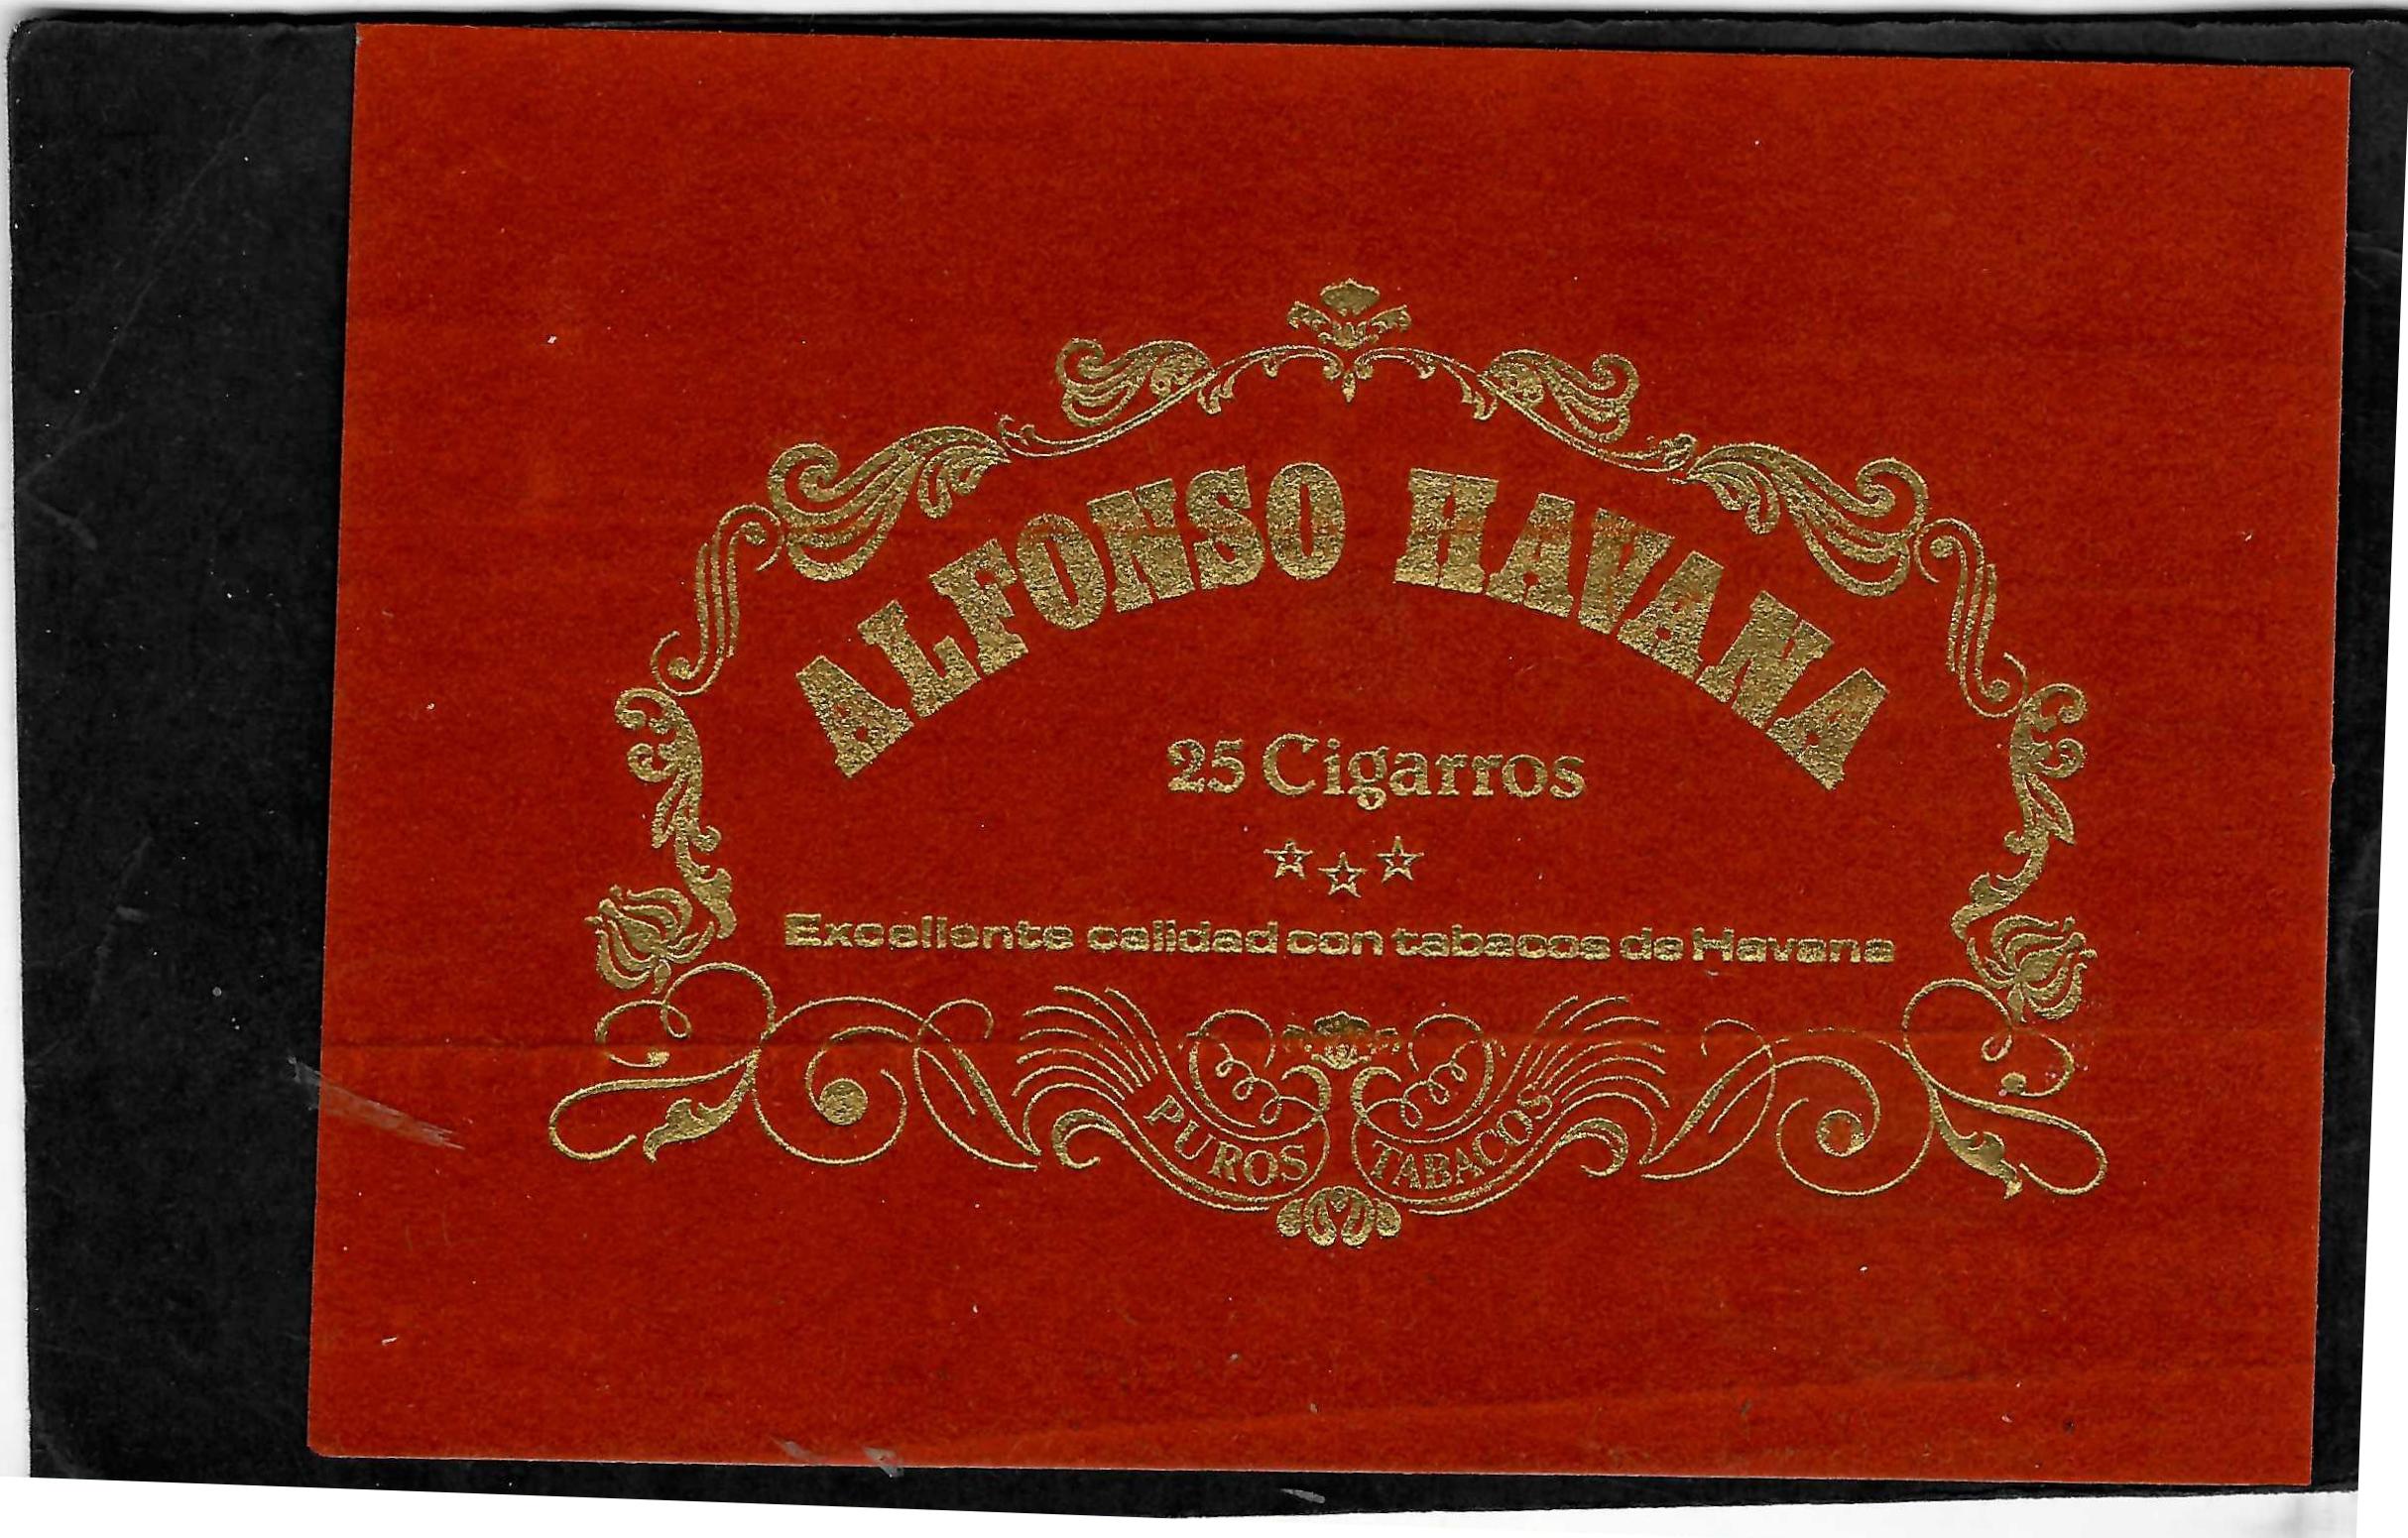 ALFONSO HAVANA
25 Cigarros
Excellente calidad con tabacos de Havana
PUROS TABACOS